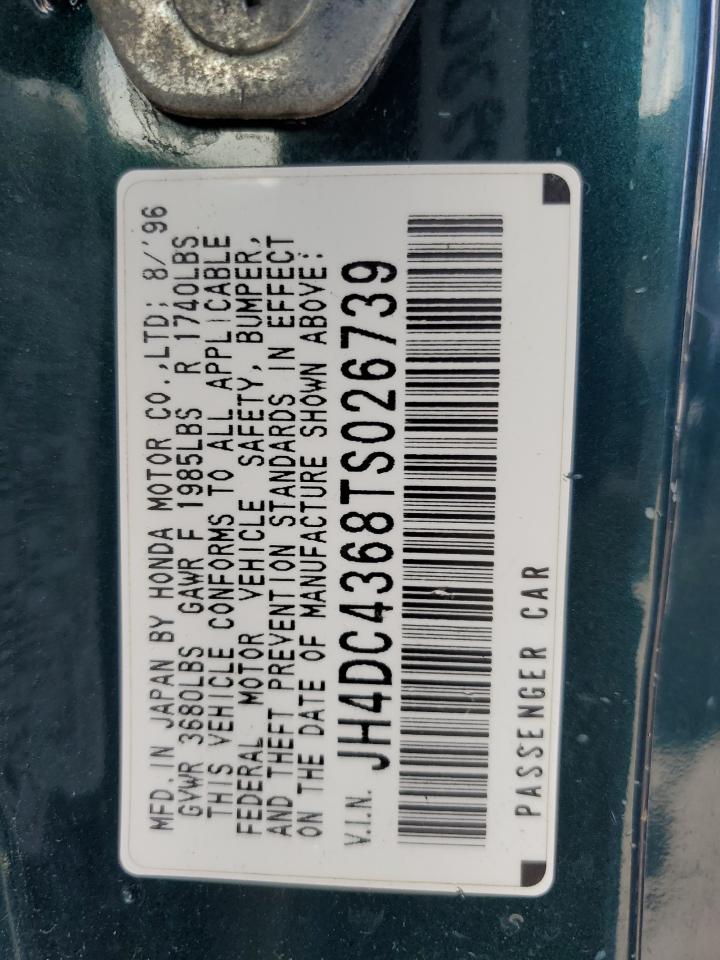 MFD. IN JAPAN BY HONDA MOTOR CO.,LTD; 8/'96
GVWR 3680LBS GAWR F 1985LBS R 1740LBS
THIS VEHICLE CONFORMS TO ALL APPLICABLE
FEDERAL MOTOR VEHICLE SAFETY, BUMPER,
AND THEFT PREVENTION STANDARDS IN EFFECT
ON THE DATE OF MANUFACTURE SHOWN ABOVE:
V.I.N. JH4DC4368TS026739
PASSENGER CAR